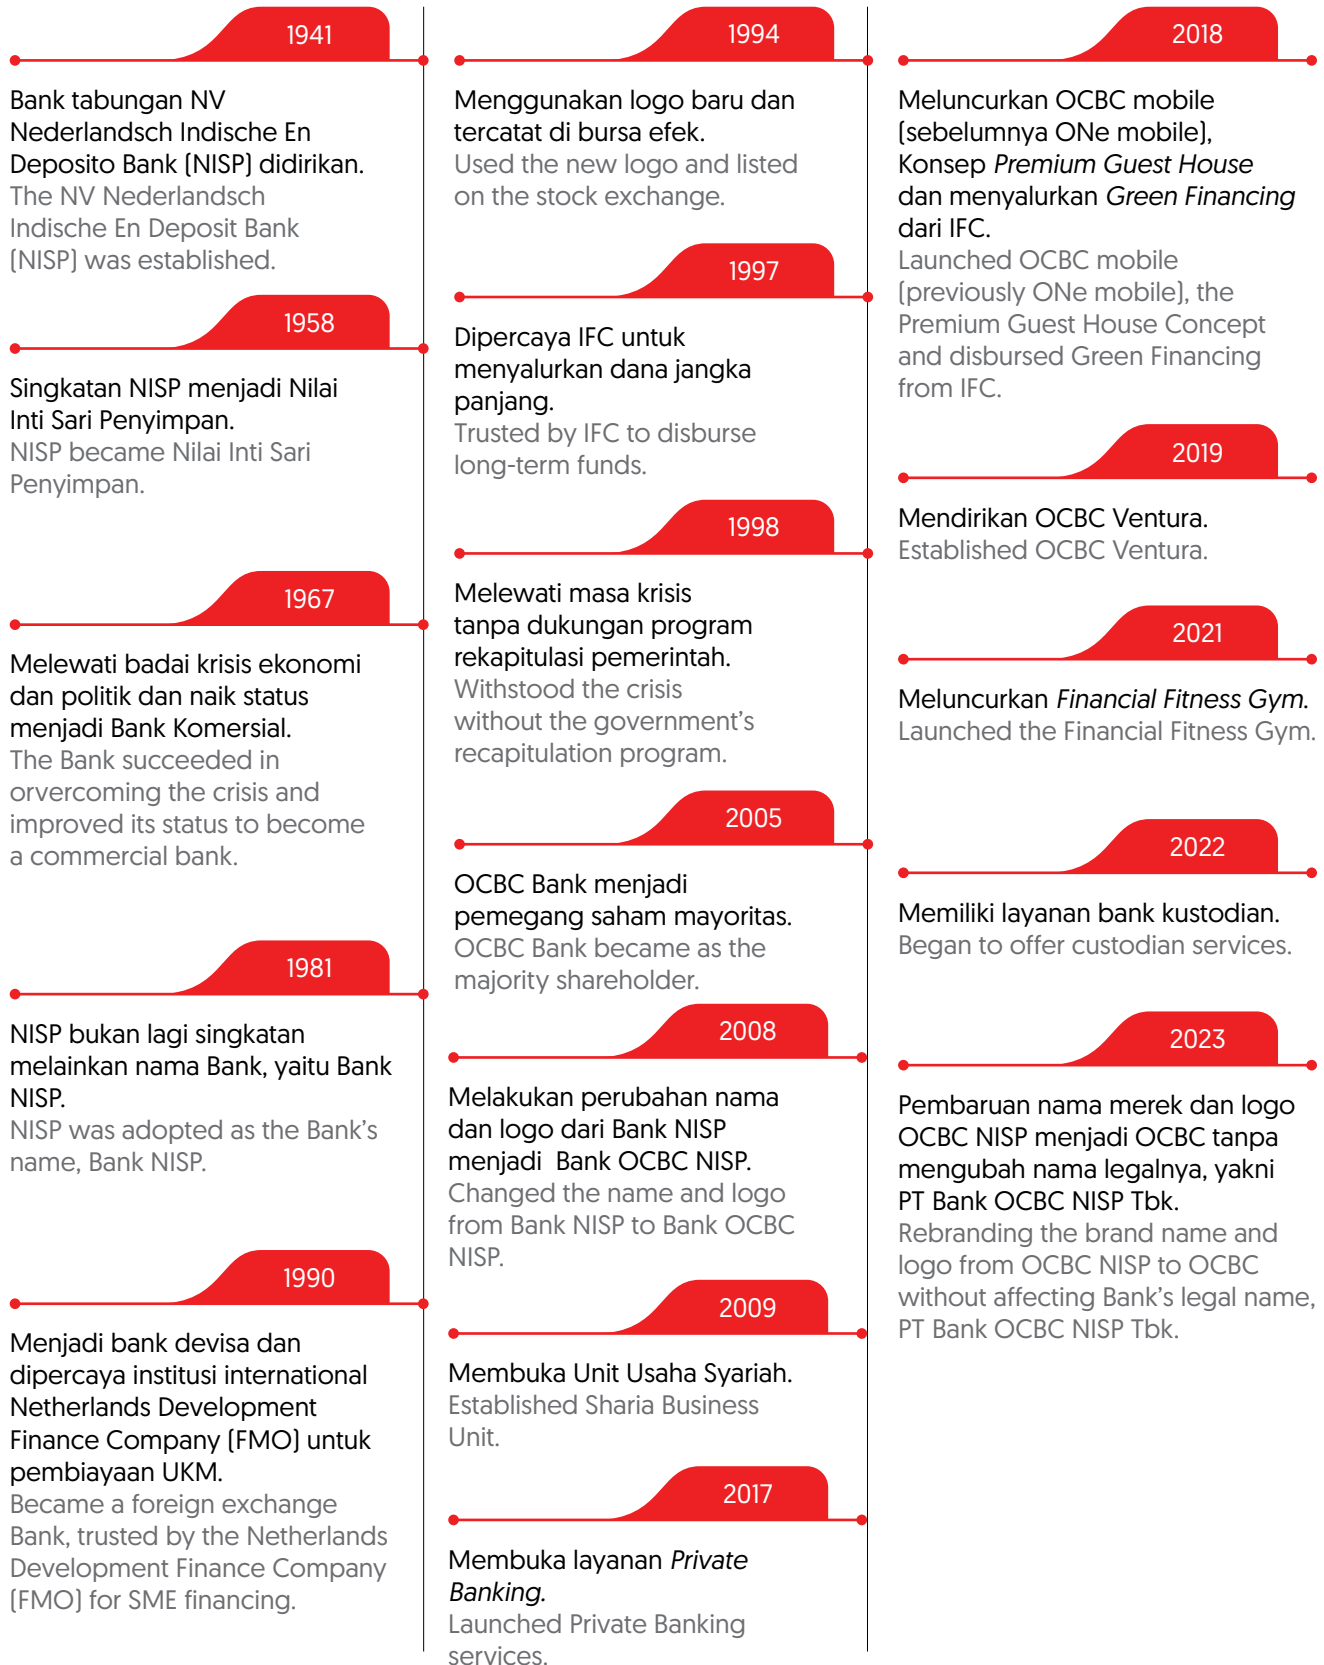 1941
Bank tabungan NV
Nederlandsch Indische En
Deposito Bank (NISP) didirikan.
The NV Nederlandsch
Indische En Deposit Bank
(NISP) was established.
1958
Singkatan NISP menjadi Nilai
Inti Sari Penyimpan.
NISP became Nilai Inti Sari
Penyimpan.
1967
Melewati badai krisis ekonomi
dan politik dan naik status
menjadi Bank Komersial.
The Bank succeeded in
orvercoming the crisis and
improved its status to become
a commercial bank.
1981
NISP bukan lagi singkatan
melainkan nama Bank, yaitu Bank
NISP.
NISP was adopted as the Bank's
name, Bank NISP.
1990
Menjadi bank devisa dan
dipercaya institusi international
Netherlands Development
Finance Company (FMO) untuk
pembiayaan UKM.
Became a foreign exchange
Bank, trusted by the Netherlands
Development Finance Company
(FMO) for SME financing.
1994
Menggunakan logo baru dan
tercatat di bursa efek.
Used the new logo and listed
on the stock exchange.
1997
Dipercaya IFC untuk
menyalurkan dana jangka
panjang.
Trusted by IFC to disburse
long-term funds.
1998
Melewati masa krisis
tanpa dukungan program
rekapitulasi pemerintah.
Withstood the crisis
without the government's
recapitulation program.
2005
OCBC Bank menjadi
pemegang saham mayoritas.
OCBC Bank became as the
majority shareholder.
2008
Melakukan perubahan nama
dan logo dari Bank NISP
menjadi Bank OCBC NISP.
Changed the name and logo
from Bank NISP to Bank OCBC
NISP.
2009
Membuka Unit Usaha Syariah.
Established Sharia Business
Unit.
2017
Membuka layanan Private
Banking.
Launched Private Banking
services.
2018
Meluncurkan OCBC mobile
(sebelumnya ONe mobile),
Konsep Premium Guest House
dan menyalurkan Green Financing
dari IFC.
Launched OCBC mobile
(previously ONe mobile), the
Premium Guest House Concept
and disbursed Green Financing
from IFC.
2019
Mendirikan OCBC Ventura.
Established OCBC Ventura.
2021
Meluncurkan Financial Fitness Gym.
Launched the Financial Fitness Gym.
2022
Memiliki layanan bank kustodian.
Began to offer custodian services.
2023
Pembaruan nama merek dan logo
OCBC NISP menjadi OCBC tanpa
mengubah nama legalnya, yakni
PT Bank OCBC NISP Tbk.
Rebranding the brand name and
logo from OCBC NISP to OCBC
without affecting Bank's legal name,
PT Bank OCBC NISP Tbk.